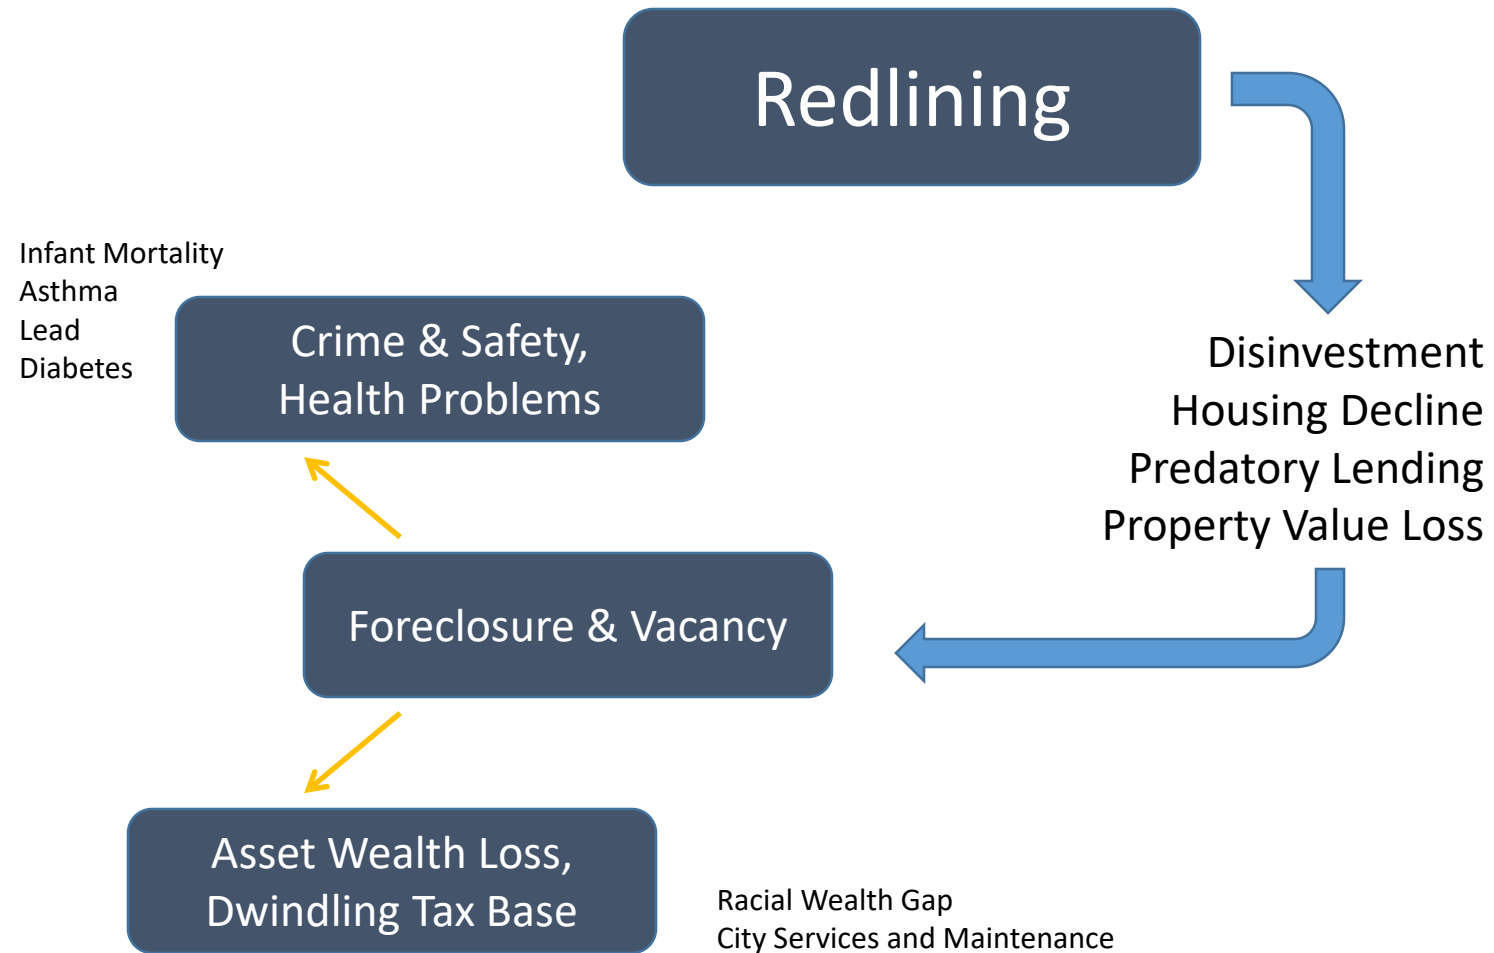 Redlining
Infant Mortality
Asthma
Lead
Diabetes
Crime & Safety,
Health Problems
Disinvestment
Housing Decline
Predatory Lending
Property Value Loss
Foreclosure & Vacancy
Asset Wealth Loss,
Dwindling Tax Base
Racial Wealth Gap
City Services and Maintenance